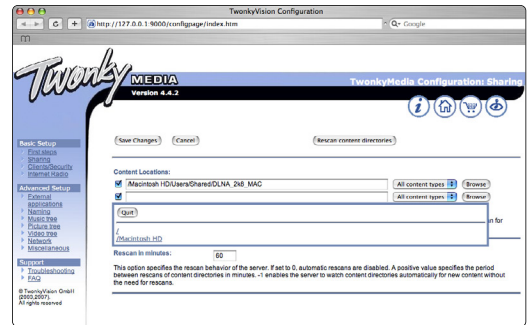 TwonkyVision Configuration
http://127.0.0.1:9000/configpage/index.htm
Google
Twonky
MEDIA
TwonkyMedia Configuration: Sharing
Version 4.4.2
Save Changes
Cancel
Rescan content directories
Basic Setup
First steps
Sharing
Clients/Security
Internet Radio
Advanced Setup
External
applications
Naming
Music tree
Picture tree
Video tree
Network
Miscellaneous
Support
Troubleshooting
FAQ
© TwonkyVision GmbH
(2003,2007).
All rights reserved
Content Locations:
/Macintosh HD/Users/Shared/DLNA_2k8_MAC
All content types
Browse
All content types
Browse
Quit
/
/Macintosh HD
an for
Rescan in minutes:
60
This option specifies the rescan behavior of the server. If set to 0, automatic rescans are disabled. A positive value specifies the period
between rescans of content directories in minutes. -1 enables the server to watch content directories automatically for new content without
the need for rescans.